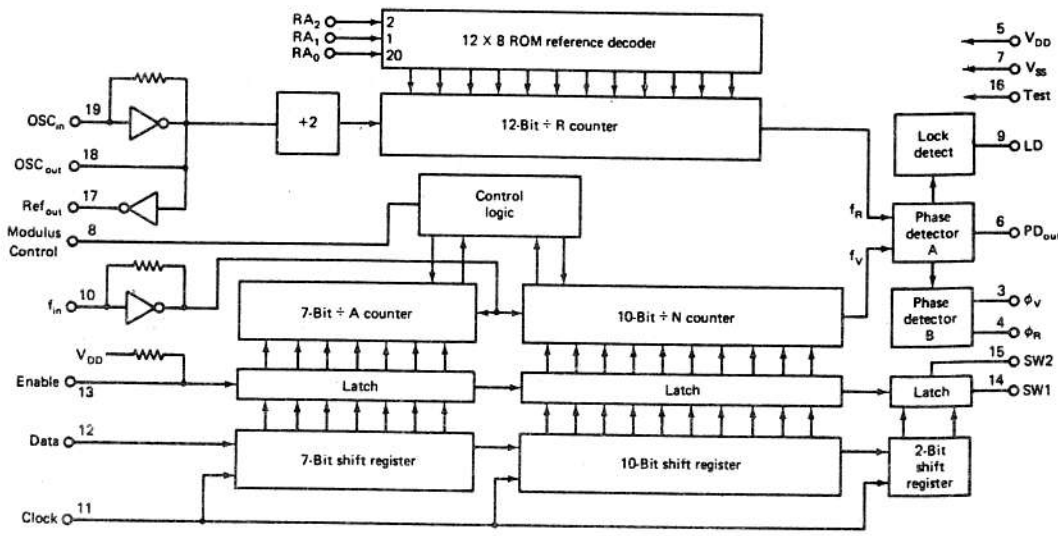 RA2
2
RA1
1
RA0
20
12 X 8 ROM reference decoder
5
VDD
7
VSS
16
Test
OSCin
19
+2
12-Bit ÷ R counter
Lock
detect
9
LD
OSCout
18
Refout
17
Control
logic
Modulus
Control
8
fR
fV
Phase
detector
A
6
PDout
fin
10
7-Bit ÷ A counter
10-Bit ÷ N counter
Phase
detector
B
3
ϕV
4
ϕR
VDD
Enable
13
Latch
Latch
Latch
15
SW2
14
SW1
Data
12
7-Bit shift register
10-Bit shift register
2-Bit
shift
register
Clock
11